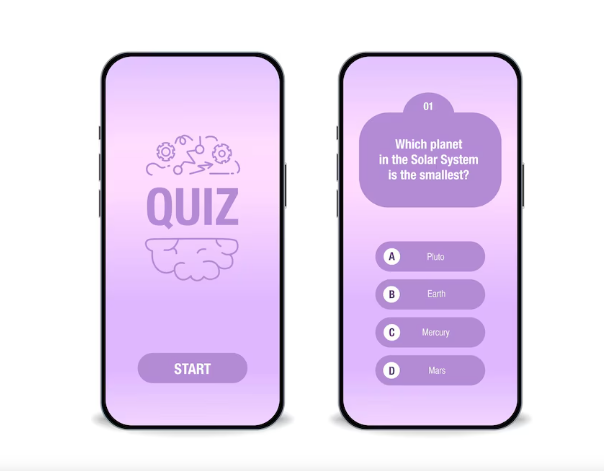 QUIZ
START
01
Which planet
in the Solar System
is the smallest?
A Pluto
B Earth
C Mercury
D Mars